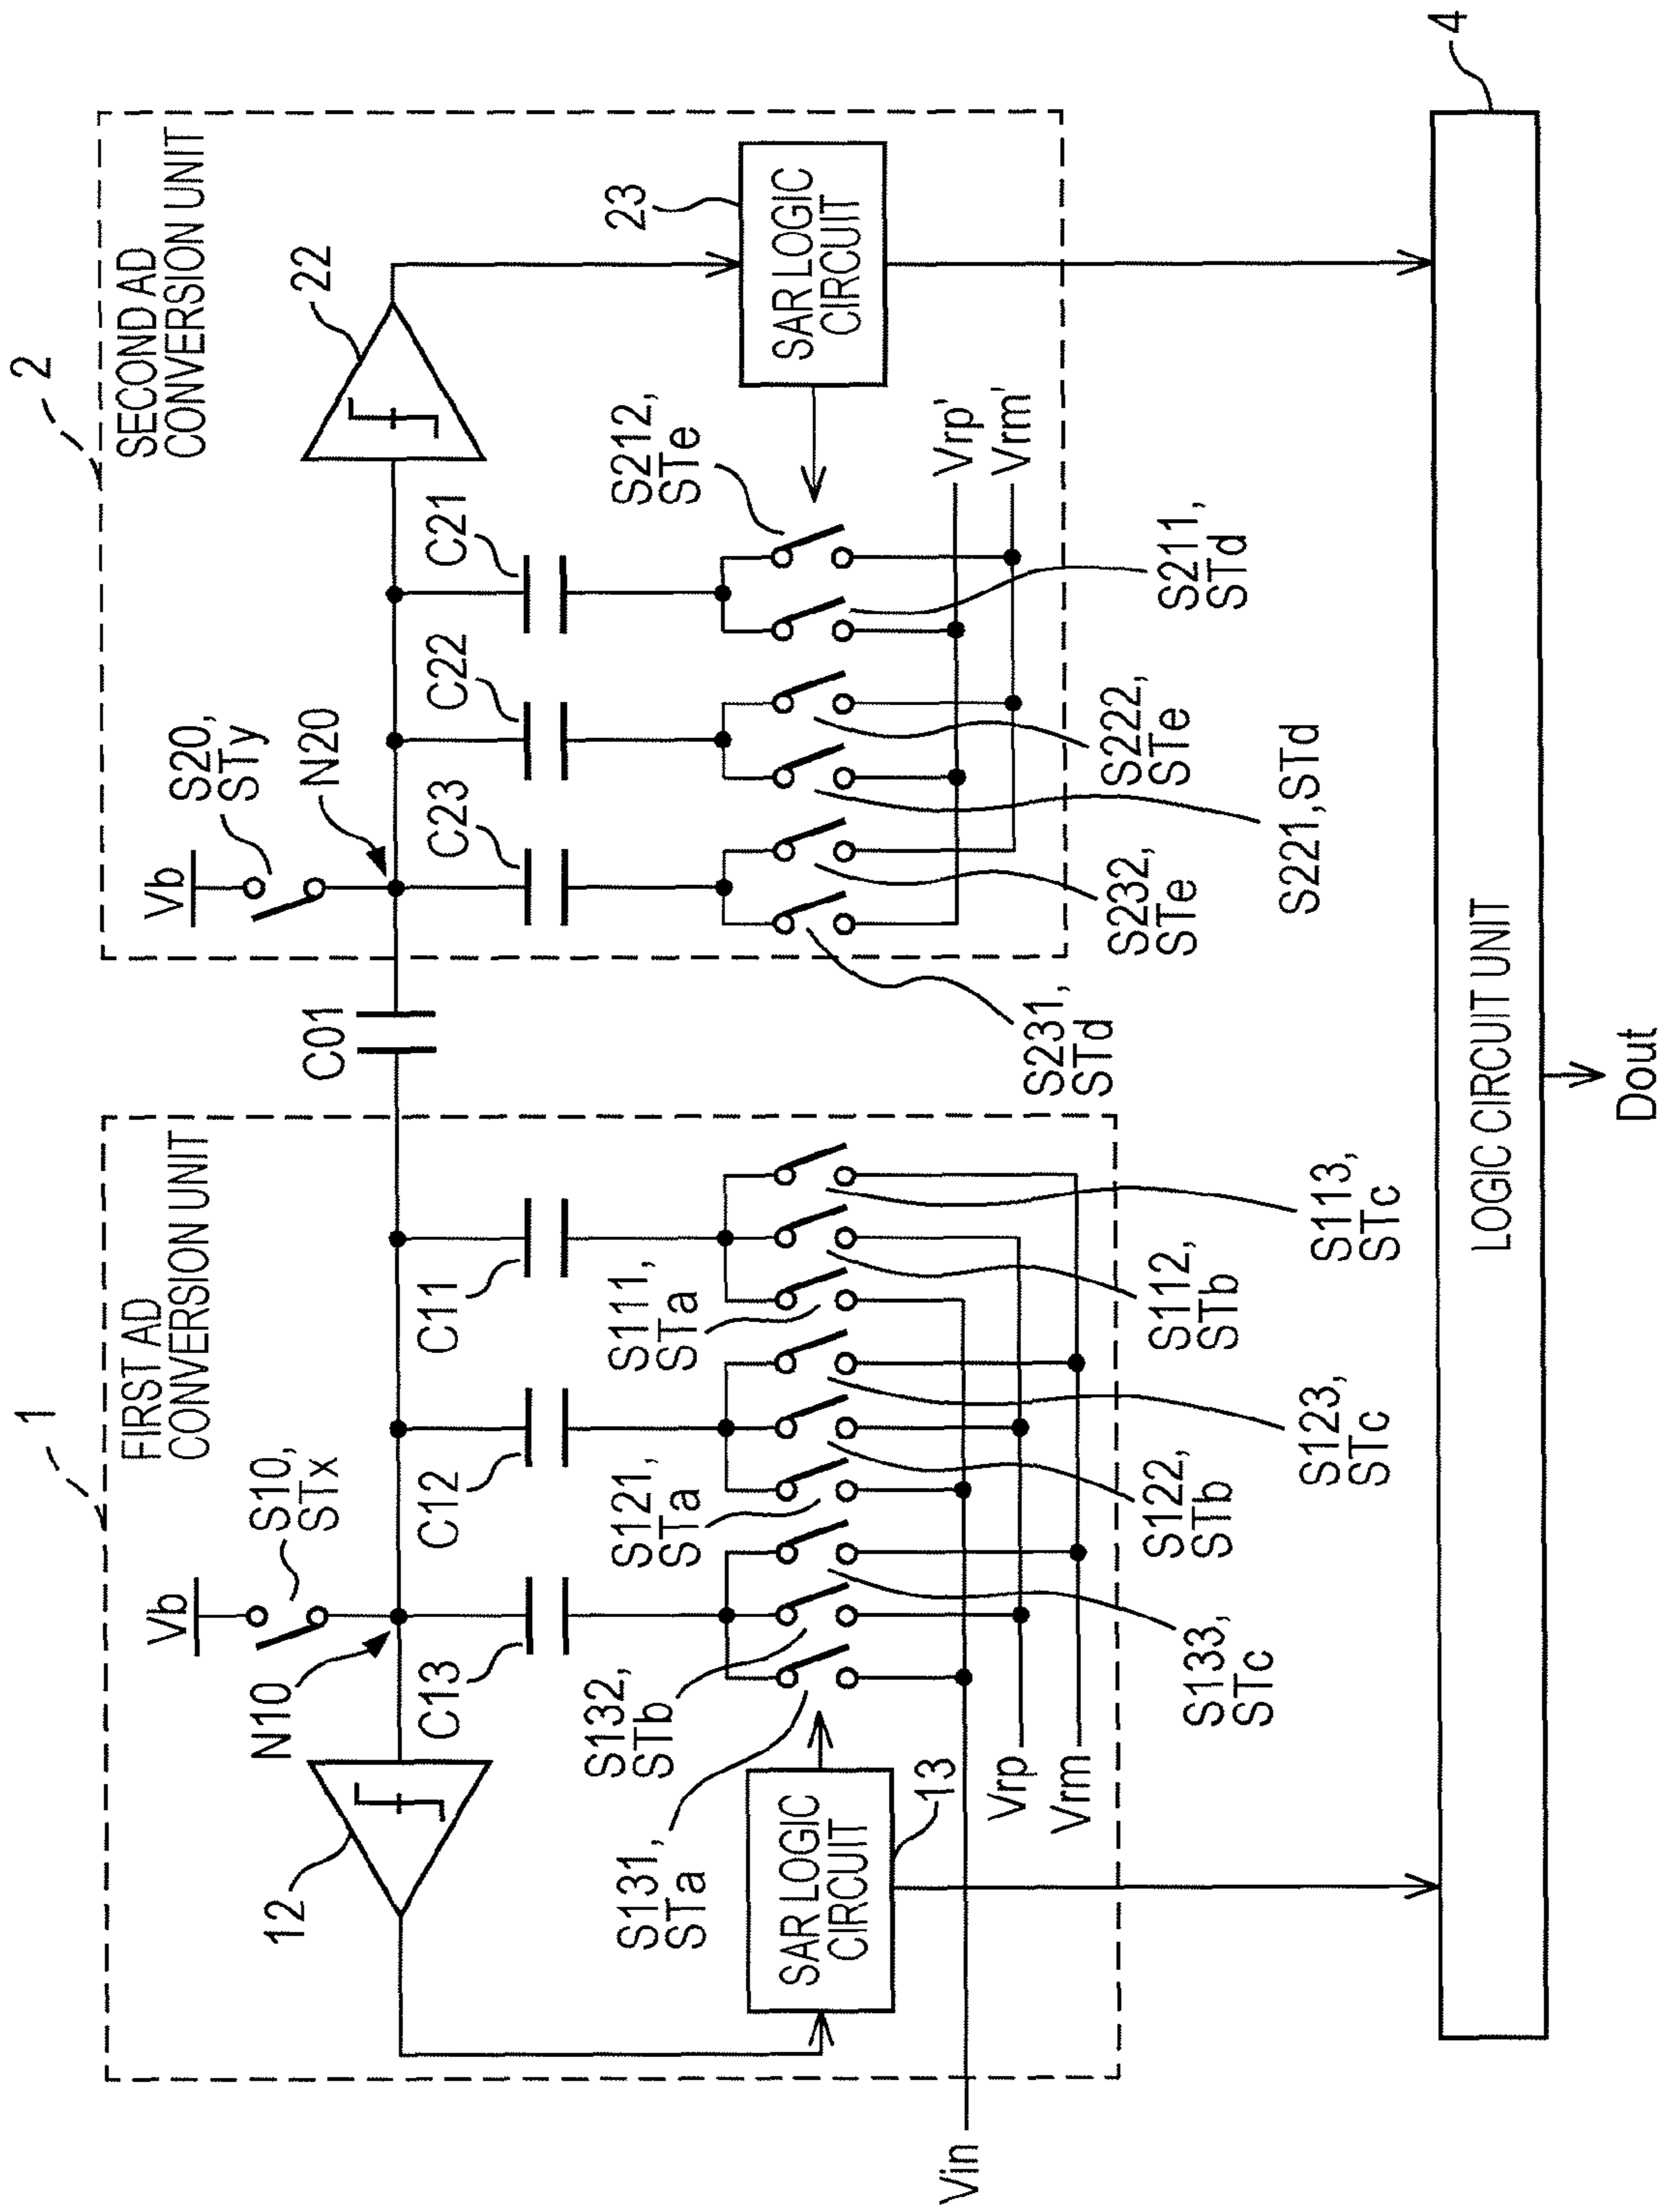 1
FIRST AD
CONVERSION UNIT
Vb
S10,
STx
N10
12
C13
C12
C11
S131,
STa
S132,
STb
S133,
STc
S121,
STa
S122,
STb
S123,
STc
S111,
STa
S112,
STb
S113,
STc
SAR LOGIC
CIRCUIT
13
Vrp
Vrm
Vin
C01
2
SECOND AD
CONVERSION UNIT
Vb
S20,
STy
N20
22
C23
C22
C21
S231,
STd
S232,
STe
S221,STd
S222,
STe
S211,
STd
S212,
STe
SAR LOGIC
CIRCUIT
23
Vrp'
Vrm'
LOGIC CIRCUIT UNIT
4
Dout